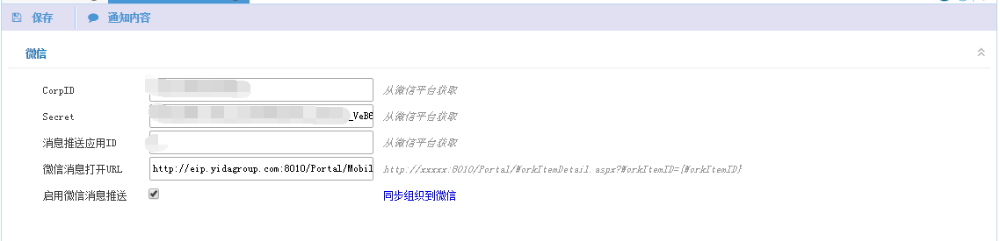 保存 通知内容
微信
CorpID 从微信平台获取
Secret _VeB6 从微信平台获取
消息推送应用ID 从微信平台获取
微信消息打开URL http://eip.yidagroup.com:8010/Portal/Mobil http://xxxxx:8010/Portal/WorkItemDetail.aspx?WorkItemID={WorkItemID}
启用微信消息推送 同步组织到微信